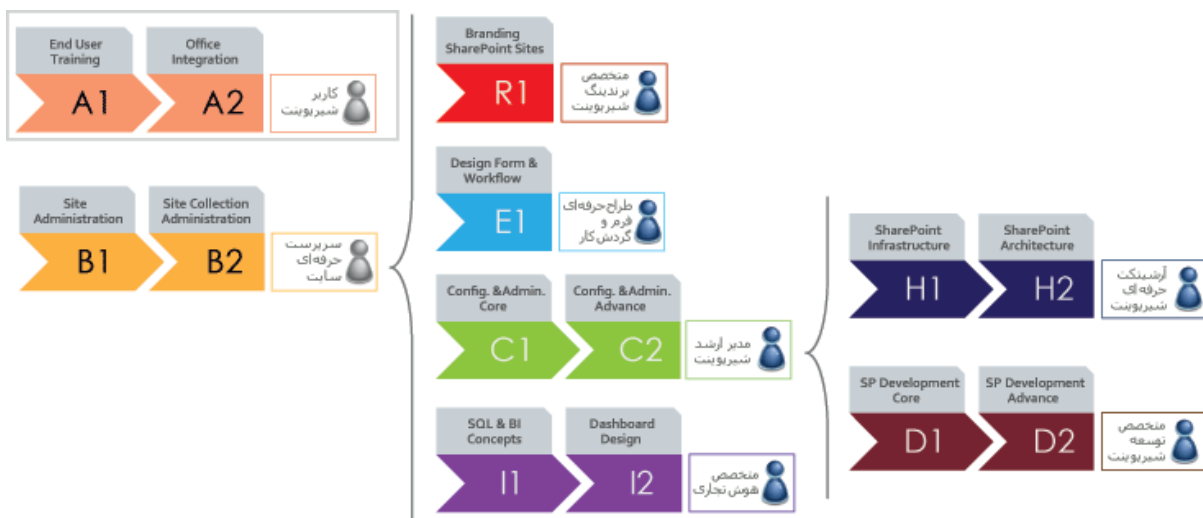 End User
Training
A1
Office
Integration
A2
کاربر
شیرپوینت
Site
Administration
B1
Site Collection
Administration
B2
سرپرست
حرفه‌ای
سایت
Branding
SharePoint Sites
R1
متخصص
برندینگ
شیرپوینت
Design Form &
Workflow
E1
طراح حرفه‌ای
فرم و
گردش کار
Config. &Admin.
Core
C1
Config. &Admin.
Advance
C2
مدیر ارشد
شیرپوینت
SQL & BI
Concepts
I1
Dashboard
Design
I2
متخصص
هوش تجاری
SharePoint
Infrastructure
H1
SharePoint
Architecture
H2
آرشیتکت
حرفه ای
شیرپوینت
SP Development
Core
D1
SP Development
Advance
D2
متخصص
توسعه
شیرپوینت